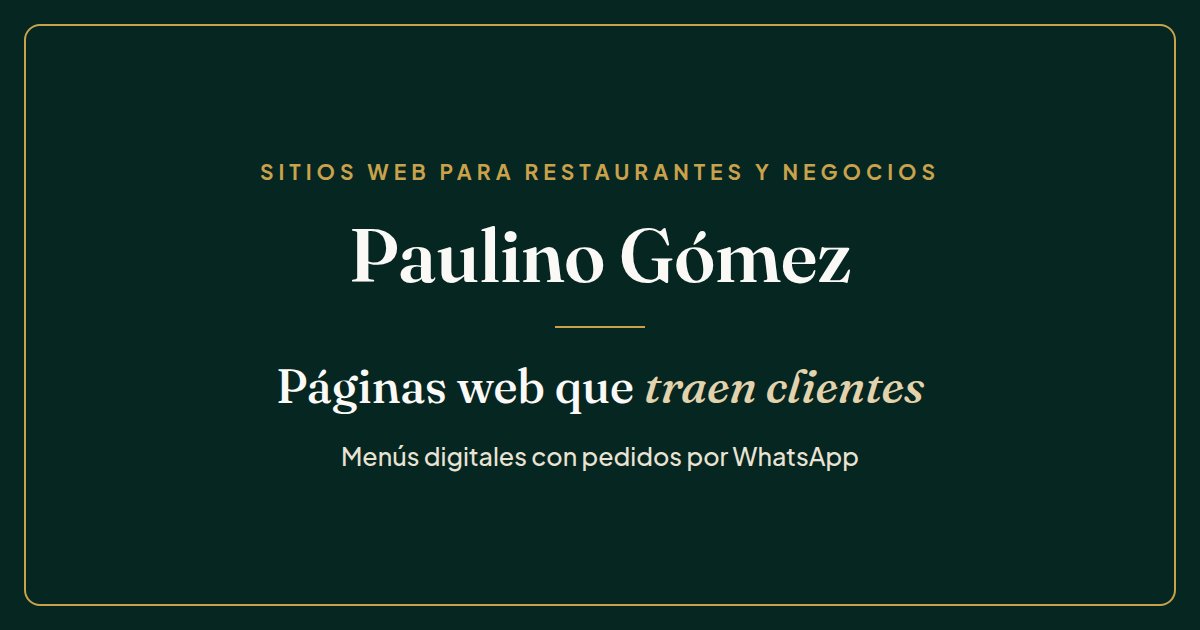 SITIOS WEB PARA RESTAURANTES Y NEGOCIOS
Paulino Gómez
Páginas web que traen clientes
Menús digitales con pedidos por WhatsApp